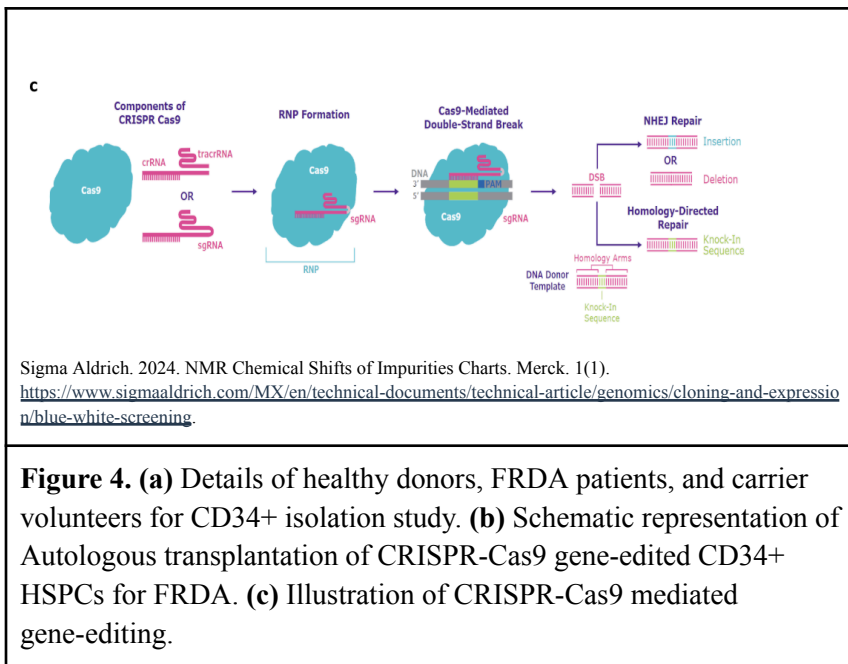 c
Components of
CRISPR Cas9
RNP Formation
Cas9-Mediated
Double-Strand Break
NHEJ Repair
Insertion
OR
Deletion
crRNA
tracrRNA
Cas9
OR
sgRNA
Cas9
sgRNA
RNP
DNA
3'
5'
PAM
Cas9
sgRNA
DSB
Homology-Directed
Repair
Knock-In
Sequence
Homology Arms
DNA Donor
Template
Knock-In
Sequence
Sigma Aldrich. 2024. NMR Chemical Shifts of Impurities Charts. Merck. 1(1).
https://www.sigmaaldrich.com/MX/en/technical-documents/technical-article/genomics/cloning-and-expressio
n/blue-white-screening.
Figure 4. (a) Details of healthy donors, FRDA patients, and carrier
volunteers for CD34+ isolation study. (b) Schematic representation of
Autologous transplantation of CRISPR-Cas9 gene-edited CD34+
HSPCs for FRDA. (c) Illustration of CRISPR-Cas9 mediated
gene-editing.